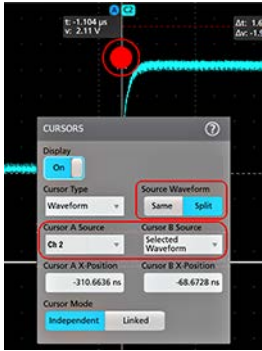 A C2
t: -1.104 µs
v: 2.11 V
Δt: 1.6
Δv: -1.9
CURSORS
?
Display
On
Cursor Type
Source Waveform
Waveform
Same Split
Cursor A Source
Cursor B Source
Ch 2
Selected Waveform
Cursor A X-Position
Cursor B X-Position
-310.6636 ns
-68.6728 ns
Cursor Mode
Independent Linked